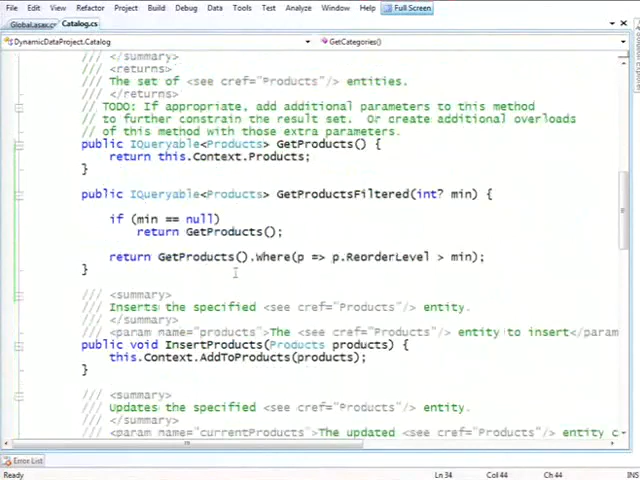 File Edit View Refactor Project Build Debug Data Tools Test Analyze Window Help Full Screen
Global.asax.cs Catalog.cs
DynamicDataProject.Catalog GetCategories()
/// </summary>
/// <returns>
/// The set of <see cref="Products"/> entities.
/// </returns>
// TODO: If appropriate, add additional parameters to this method
// to further constrain the result set.  Or create additional overloads
// of this method with those extra parameters.
public IQueryable<Products> GetProducts() {
return this.Context.Products;
}
public IQueryable<Products> GetProductsFiltered(int? min) {
if (min == null)
return GetProducts();
return GetProducts().Where(p => p.ReorderLevel > min);
}
/// <summary>
/// Inserts the specified <see cref="Products"/> entity.
/// </summary>
/// <param name="products">The <see cref="Products"/> entity to insert</param
public void InsertProducts(Products products) {
this.Context.AddToProducts(products);
}
/// <summary>
/// Updates the specified <see cref="Products"/> entity.
/// </summary>
/// <param name="currentProducts">The updated <see cref="Products"/> entity c
Error List
Ready Ln 34 Col 44 Ch 44 INS